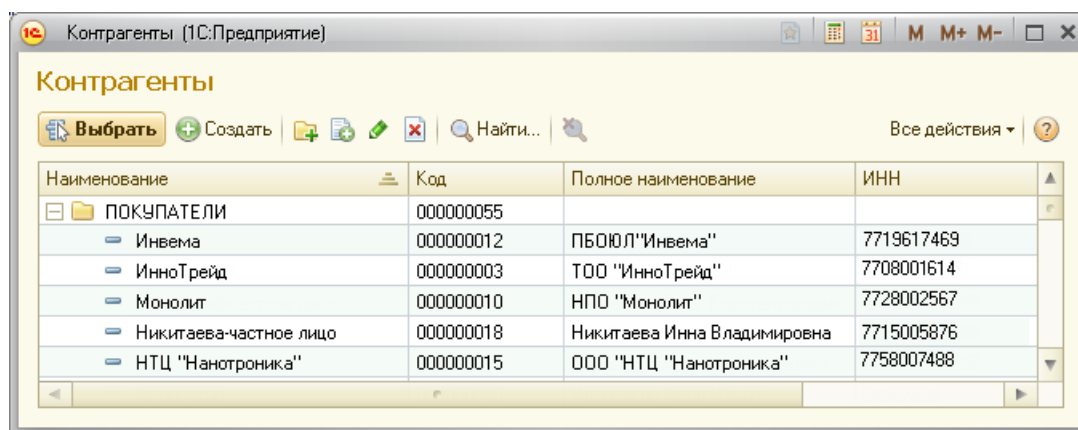 Контрагенты (1С:Предприятие) 31 M M+ M-
Контрагенты
Выбрать Создать Найти... Все действия ?
Наименование Код Полное наименование ИНН
ПОКУПАТЕЛИ 000000055
Инвема 000000012 ПБОЮЛ"Инвема" 7719617469
ИнноТрейд 000000003 ТОО "ИнноТрейд" 7708001614
Монолит 000000010 НПО "Монолит" 7728002567
Никитаева-частное лицо 000000018 Никитаева Инна Владимировна 7715005876
НТЦ "Нанотроника" 000000015 ООО "НТЦ "Нанотроника" 7758007488